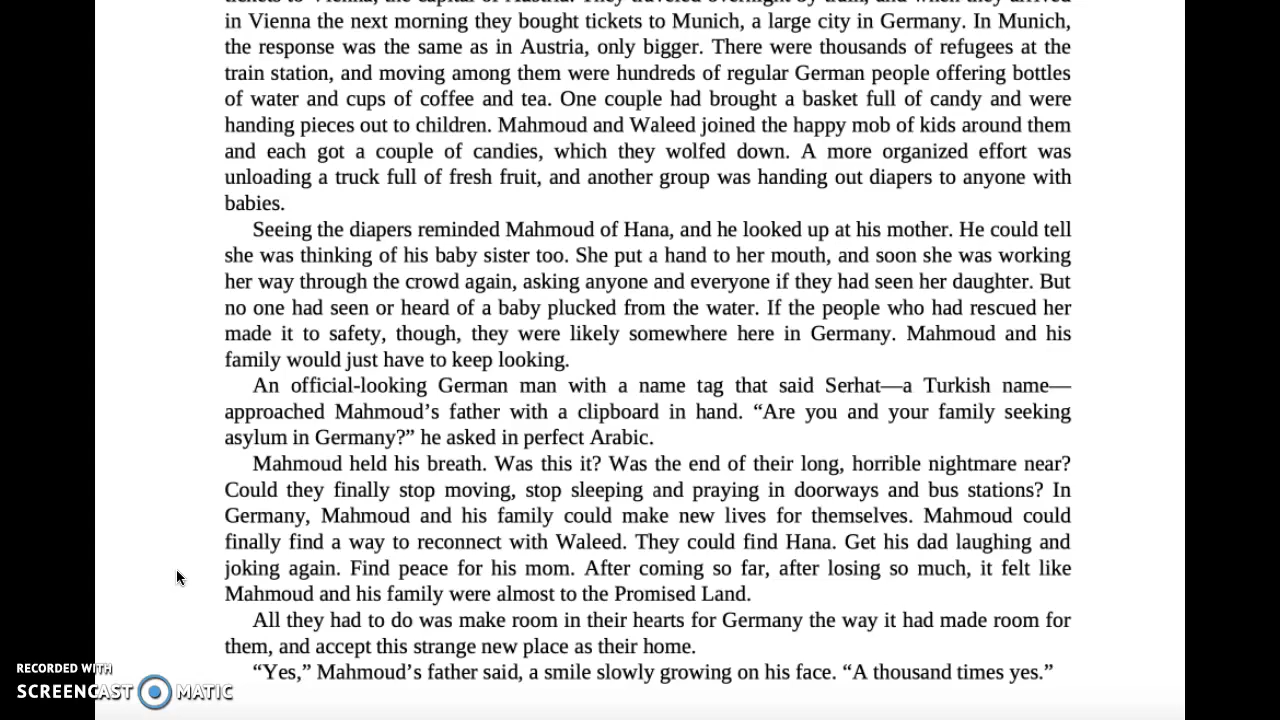 tickets to Vienna, the capital of Austria. They traveled overnight by train, and when they arrived
in Vienna the next morning they bought tickets to Munich, a large city in Germany. In Munich,
the response was the same as in Austria, only bigger. There were thousands of refugees at the
train station, and moving among them were hundreds of regular German people offering bottles
of water and cups of coffee and tea. One couple had brought a basket full of candy and were
handing pieces out to children. Mahmoud and Waleed joined the happy mob of kids around them
and each got a couple of candies, which they wolfed down. A more organized effort was
unloading a truck full of fresh fruit, and another group was handing out diapers to anyone with
babies.
Seeing the diapers reminded Mahmoud of Hana, and he looked up at his mother. He could tell
she was thinking of his baby sister too. She put a hand to her mouth, and soon she was working
her way through the crowd again, asking anyone and everyone if they had seen her daughter. But
no one had seen or heard of a baby plucked from the water. If the people who had rescued her
made it to safety, though, they were likely somewhere here in Germany. Mahmoud and his
family would just have to keep looking.
An official-looking German man with a name tag that said Serhat—a Turkish name—
approached Mahmoud’s father with a clipboard in hand. “Are you and your family seeking
asylum in Germany?” he asked in perfect Arabic.
Mahmoud held his breath. Was this it? Was the end of their long, horrible nightmare near?
Could they finally stop moving, stop sleeping and praying in doorways and bus stations? In
Germany, Mahmoud and his family could make new lives for themselves. Mahmoud could
finally find a way to reconnect with Waleed. They could find Hana. Get his dad laughing and
joking again. Find peace for his mom. After coming so far, after losing so much, it felt like
Mahmoud and his family were almost to the Promised Land.
All they had to do was make room in their hearts for Germany the way it had made room for
them, and accept this strange new place as their home.
“Yes,” Mahmoud’s father said, a smile slowly growing on his face. “A thousand times yes.”
RECORDED WITH
SCREENCAST MATIC